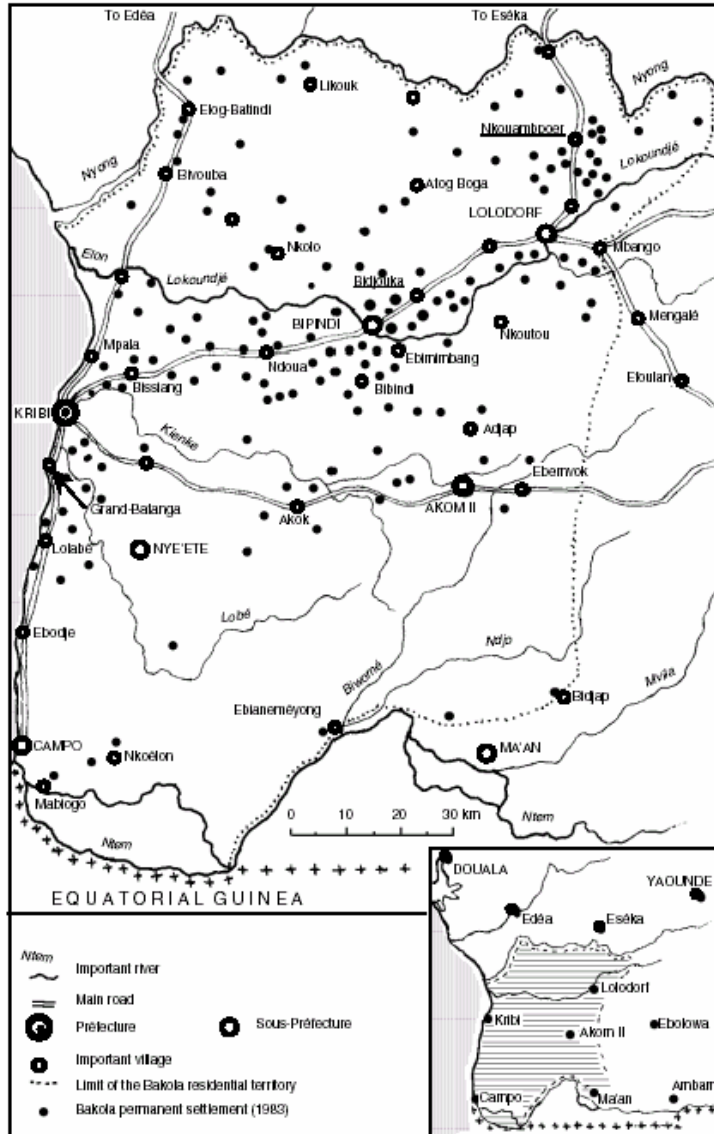 To Edéa
To Eséka
Likouk
Nyong
Elog-Batindi
Nkouambpoer
Lokoundjé
Nyong
Bivouba
Atog Boga
LOLODORF
Nkolo
Mbango
Elon
Lokoundjé
Bidjouka
BIPINDI
Nkoutou
Mengalé
Mpala
Ndoua
Ebimimbang
Bissiang
Bibindi
Efoulan
KRIBI
Kienke
Adjap
Ebemvok
Grand-Batanga
Akok
AKOM II
Lolabé
NYE'ETE
Lobé
Ebodje
Ndjo
Biwomé
Mvila
Ebianemeyong
Bidjap
CAMPO
Nkoélon
MA'AN
Mabiogo
0 10 20 30 km
Ntem
Ntem
EQUATORIAL GUINEA
DOUALA
YAOUNDE
Edéa
Eséka
Lolodorf
Kribi
Akom II
Ebolowa
Campo
Ma'an
Ambam
Ntem
Important river
Main road
Préfecture
Sous-Préfecture
Important village
Limit of the Bakola residential territory
Bakola permanent settlement (1983)